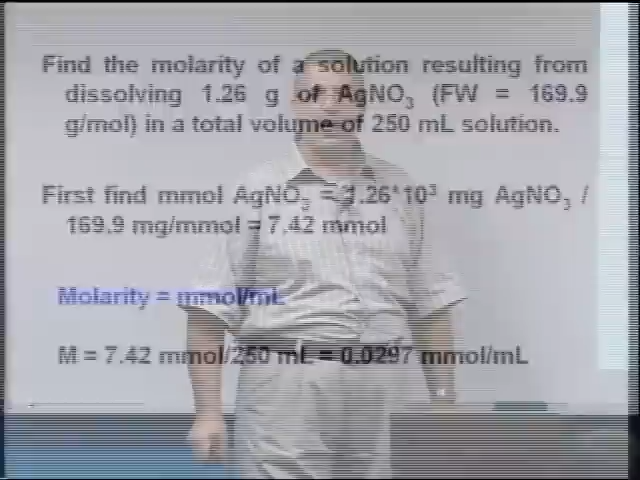 Find the molarity of a solution resulting from
dissolving 1.26 g of AgNO₃ (FW = 169.9
g/mol) in a total volume of 250 mL solution.
First find mmol AgNO₃ = 1.26*10³ mg AgNO₃ /
169.9 mg/mmol = 7.42 mmol
Molarity = mmol/mL
M = 7.42 mmol/250 mL = 0.0297 mmol/mL